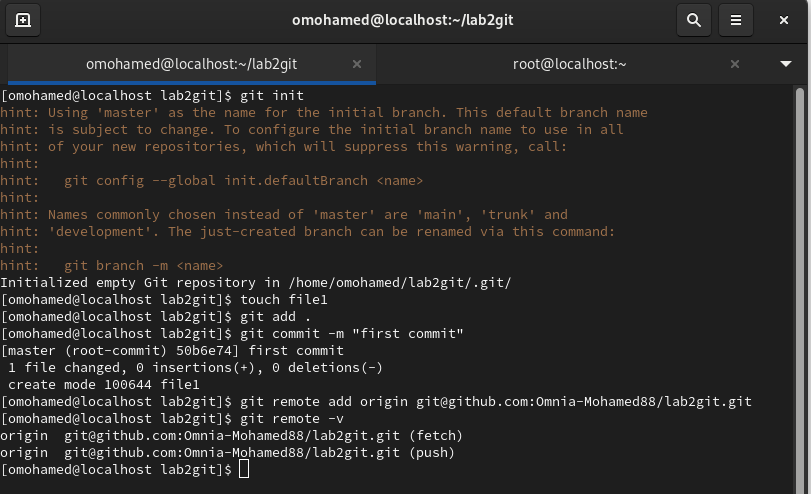 omohamed@localhost:~/lab2git
omohamed@localhost:~/lab2git
root@localhost:~
[omohamed@localhost lab2git]$ git init
hint: Using 'master' as the name for the initial branch. This default branch name
hint: is subject to change. To configure the initial branch name to use in all
hint: of your new repositories, which will suppress this warning, call:
hint:
hint:   git config --global init.defaultBranch <name>
hint:
hint: Names commonly chosen instead of 'master' are 'main', 'trunk' and
hint: 'development'. The just-created branch can be renamed via this command:
hint:
hint:   git branch -m <name>
Initialized empty Git repository in /home/omohamed/lab2git/.git/
[omohamed@localhost lab2git]$ touch file1
[omohamed@localhost lab2git]$ git add .
[omohamed@localhost lab2git]$ git commit -m "first commit"
[master (root-commit) 50b6e74] first commit
 1 file changed, 0 insertions(+), 0 deletions(-)
 create mode 100644 file1
[omohamed@localhost lab2git]$ git remote add origin git@github.com:Omnia-Mohamed88/lab2git.git
[omohamed@localhost lab2git]$ git remote -v
origin  git@github.com:Omnia-Mohamed88/lab2git.git (fetch)
origin  git@github.com:Omnia-Mohamed88/lab2git.git (push)
[omohamed@localhost lab2git]$